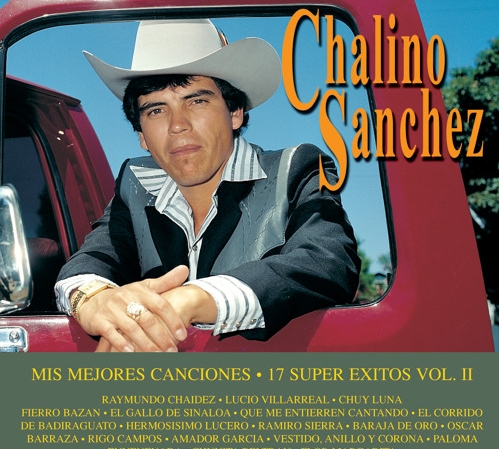 Chalino
Sanchez
MIS MEJORES CANCIONES • 17 SUPER EXITOS VOL. II
RAYMUNDO CHAIDEZ • LUCIO VILLARREAL • CHUY LUNA
FIERRO BAZAN • EL GALLO DE SINALOA • QUE ME ENTIERREN CANTANDO • EL CORRIDO
DE BADIRAGUATO • HERMOSISIMO LUCERO • RAMIRO SIERRA • BARAJA DE ORO • OSCAR
BARRAZA • RIGO CAMPOS • AMADOR GARCIA • VESTIDO, ANILLO Y CORONA • PALOMA